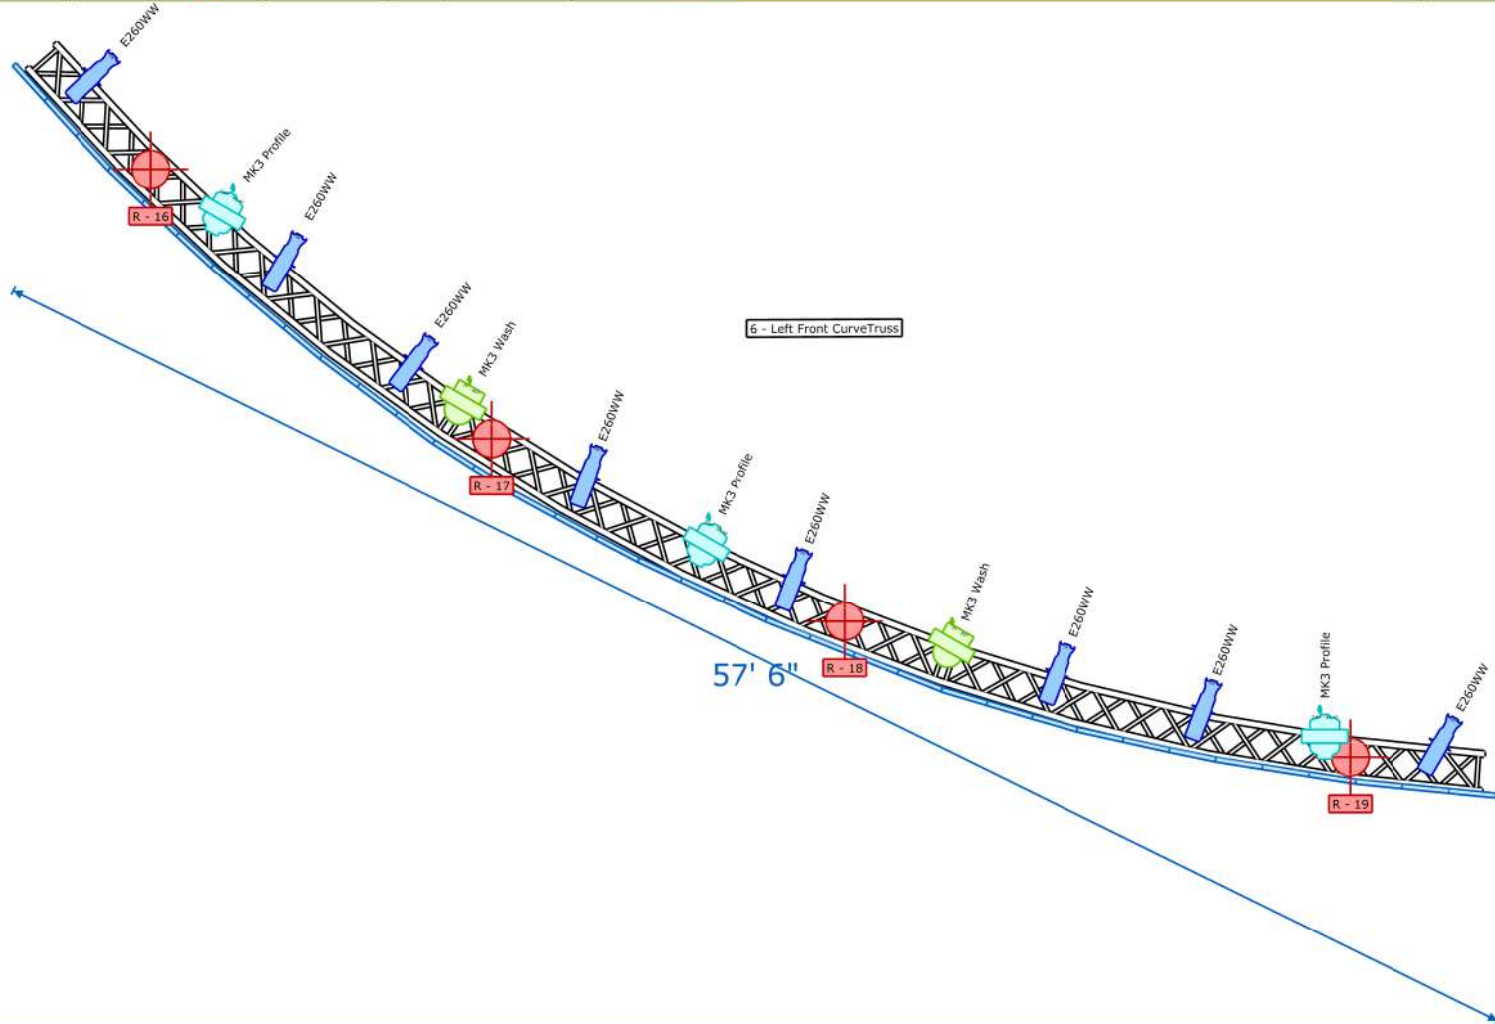 E260WW
MK3 Profile
R - 16
E260WW
E260WW
6 - Left Front CurveTruss
MK3 Wash
E260WW
R - 17
MK3 Profile
E260WW
MK3 Wash
E260WW
57' 6"
R - 18
E260WW
MK3 Profile
E260WW
R - 19